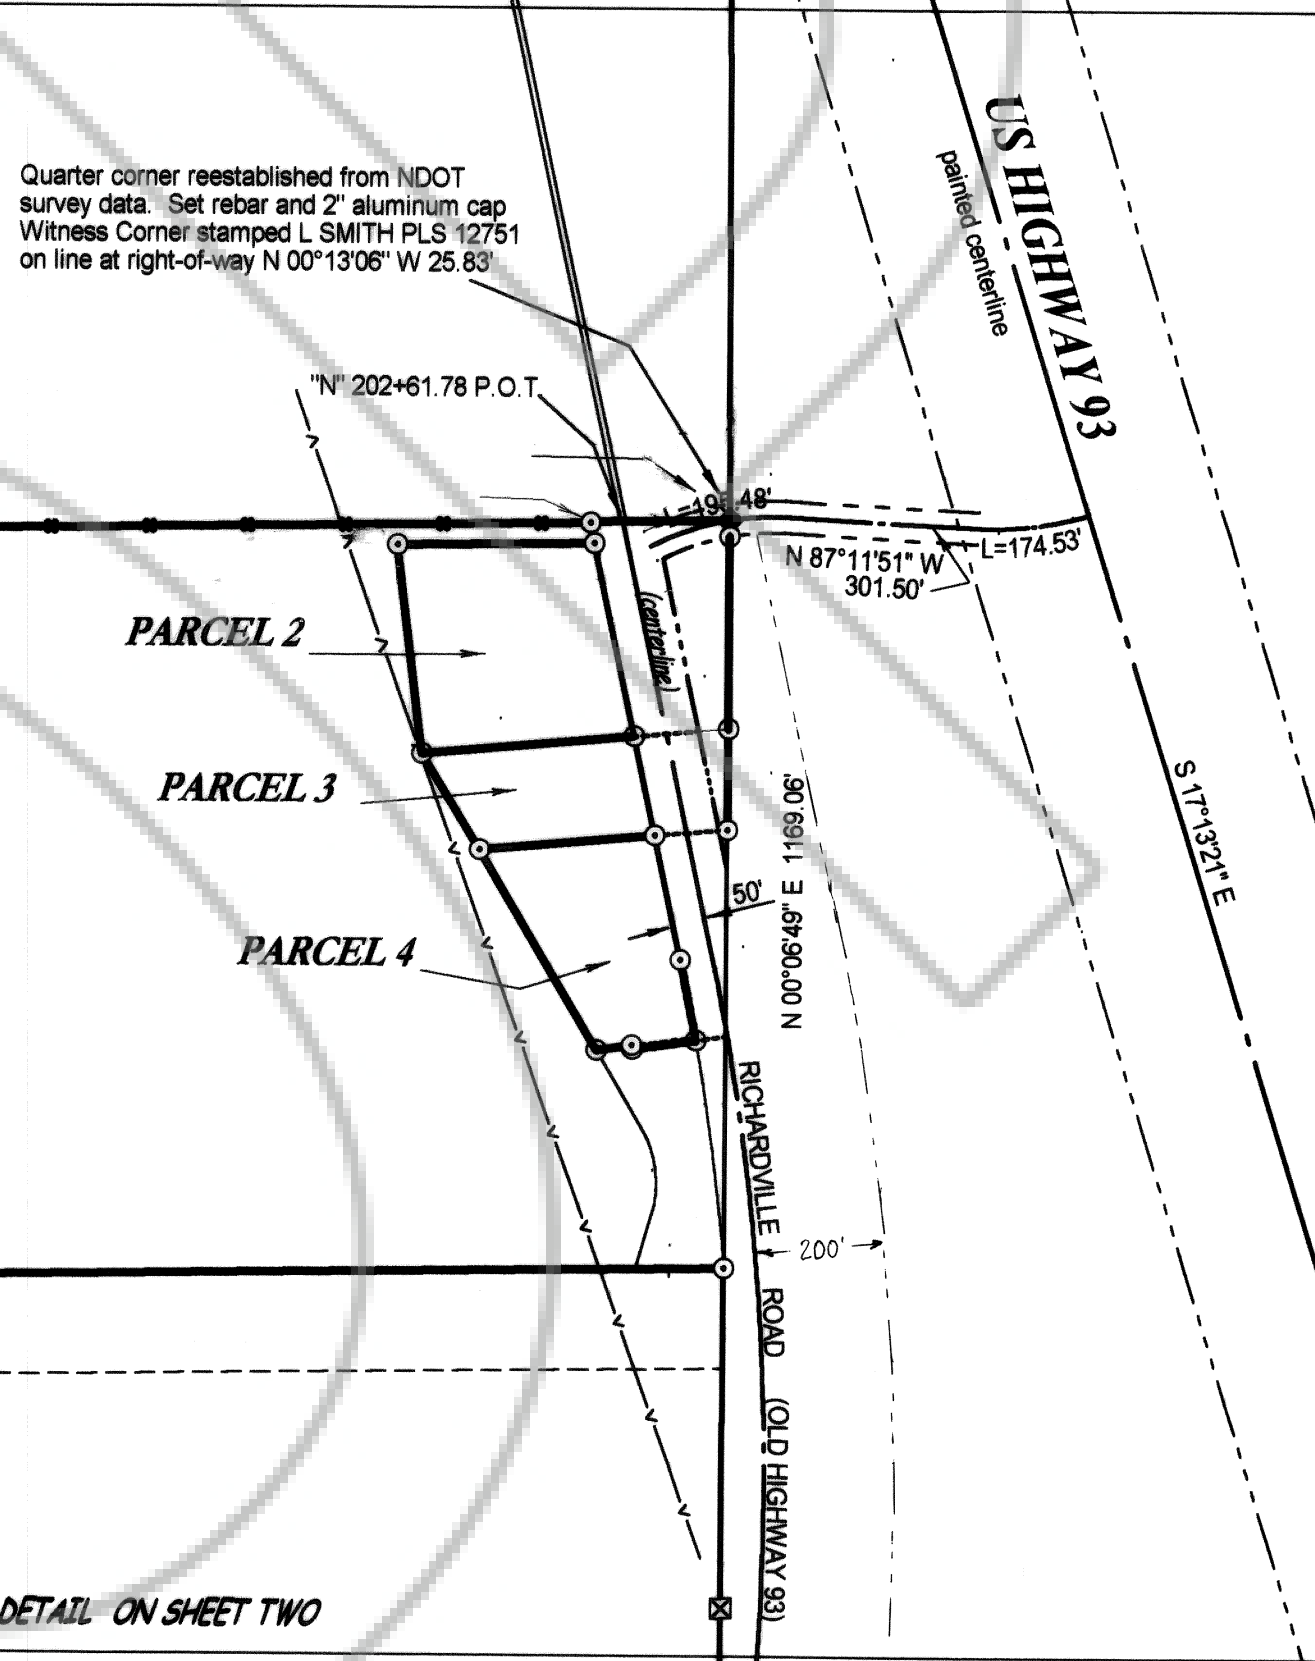 Quarter corner reestablished from NDOT
survey data. Set rebar and 2" aluminum cap
Witness Corner stamped L SMITH PLS 12751
on line at right-of-way N 00°13'06" W 25.83'
US HIGHWAY 93
painted centerline
"N" 202+61.78 P.O.T.
48'
N 87°11'51" W
301.50'
L=174.53'
(centerline)
PARCEL 2
PARCEL 3
PARCEL 4
50'
N 00°06'49" E 1169.90'
S 17°13'21" E
200'
RICHARDVILLE ROAD (OLD HIGHWAY 93)
DETAIL ON SHEET TWO